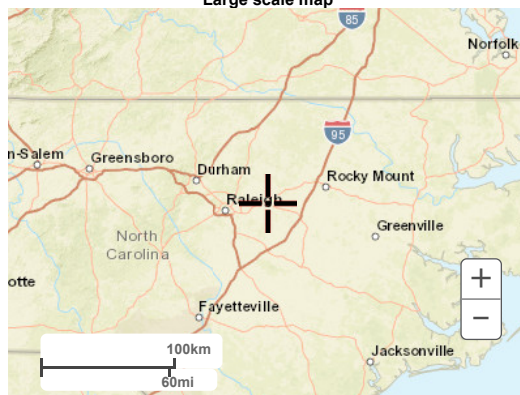 Large scale map
85
Norfolk
95
n-Salem
Greensboro
Durham
Rocky Mount
Raleigh
Greenville
North
Carolina
otte
+
−
Fayetteville
100km
Jacksonville
60mi